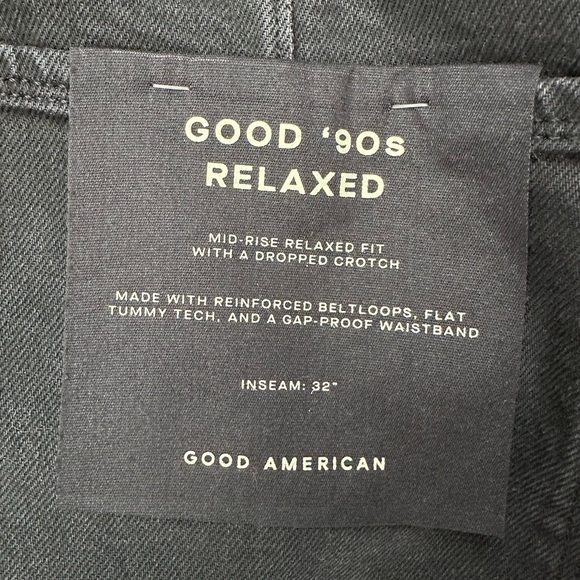 GOOD '90s
RELAXED
MID-RISE RELAXED FIT
WITH A DROPPED CROTCH
MADE WITH REINFORCED BELTLOOPS, FLAT
TUMMY TECH, AND A GAP-PROOF WAISTBAND
INSEAM: 32"
GOOD AMERICAN